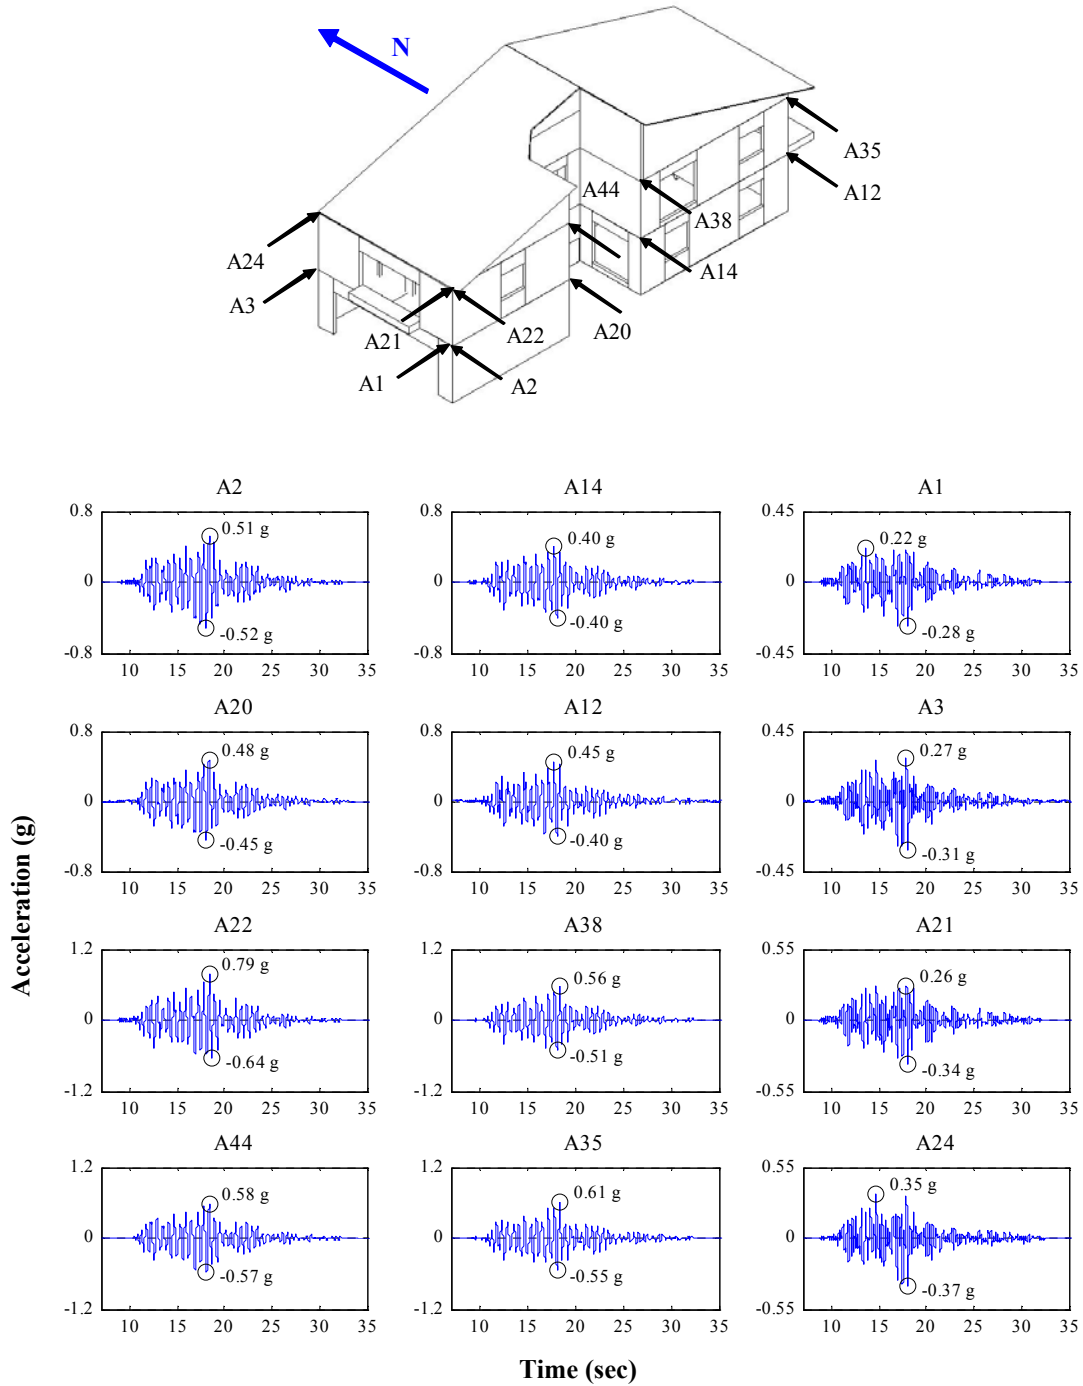 N
A35
A44
A12
A38
A24
A14
A3
A21
A22
A20
A1
A2
A2
A14
A1
0.8
0.8
0.45
0.51 g
0.40 g
0.22 g
0
0
0
-0.52 g
-0.40 g
-0.28 g
-0.8
-0.8
-0.45
10 15 20 25 30 35
10 15 20 25 30 35
10 15 20 25 30 35
A20
A12
A3
0.8
0.8
0.45
0.48 g
0.45 g
0.27 g
0
0
0
-0.45 g
-0.40 g
-0.31 g
-0.8
-0.8
-0.45
10 15 20 25 30 35
10 15 20 25 30 35
10 15 20 25 30 35
Acceleration (g)
A22
A38
A21
1.2
1.2
0.55
0.79 g
0.56 g
0.26 g
0
0
0
-0.64 g
-0.51 g
-0.34 g
-1.2
-1.2
-0.55
10 15 20 25 30 35
10 15 20 25 30 35
10 15 20 25 30 35
A44
A35
A24
1.2
1.2
0.55
0.58 g
0.61 g
0.35 g
0
0
0
-0.57 g
-0.55 g
-0.37 g
-1.2
-1.2
-0.55
10 15 20 25 30 35
10 15 20 25 30 35
10 15 20 25 30 35
Time (sec)